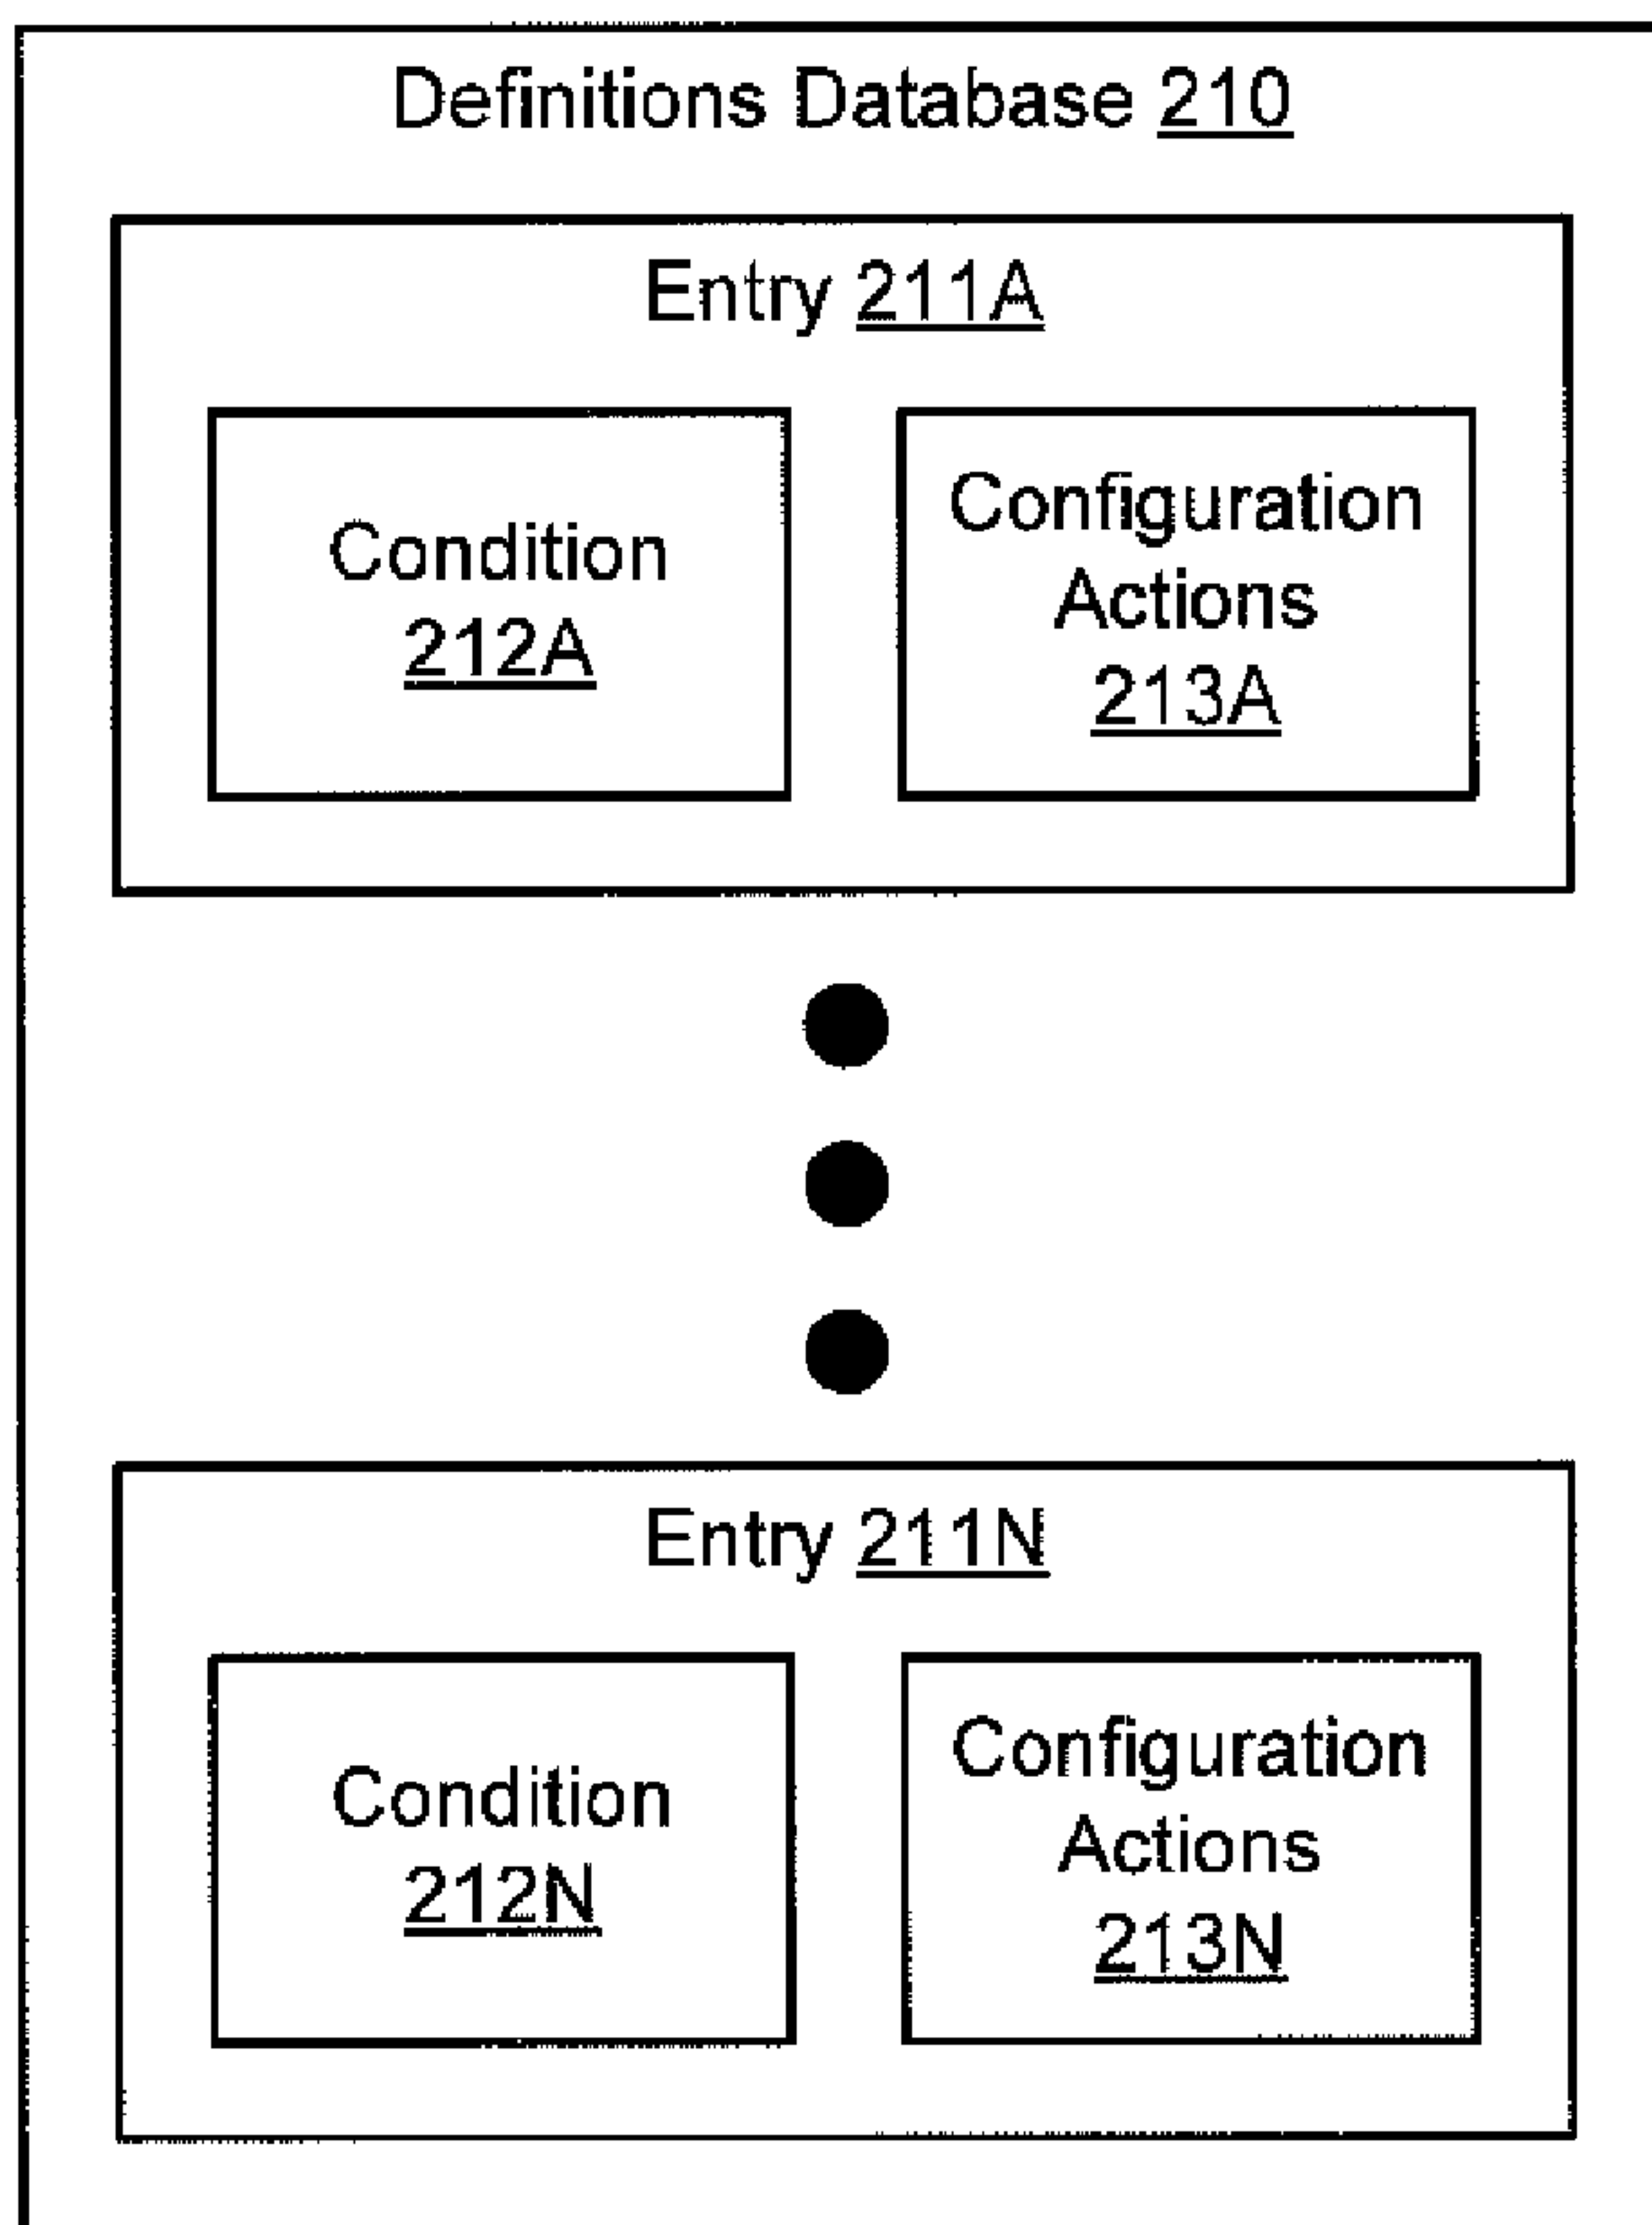 Definitions Database 210
Entry 211A
Condition
212A
Configuration
Actions
213A
Entry 211N
Condition
212N
Configuration
Actions
213N